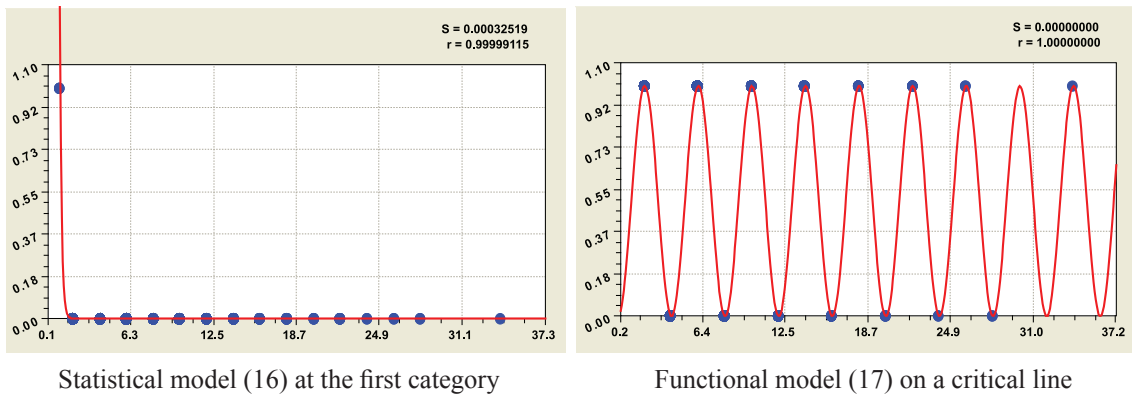 S = 0.00032519
r = 0.99999115
1.10
0.92
0.73
0.55
0.37
0.18
0.00
0.1 6.3 12.5 18.7 24.9 31.1 37.3
Statistical model (16) at the first category
S = 0.00000000
r = 1.00000000
1.10
0.92
0.73
0.55
0.37
0.18
0.00
0.2 6.4 12.5 18.7 24.9 31.0 37.2
Functional model (17) on a critical line